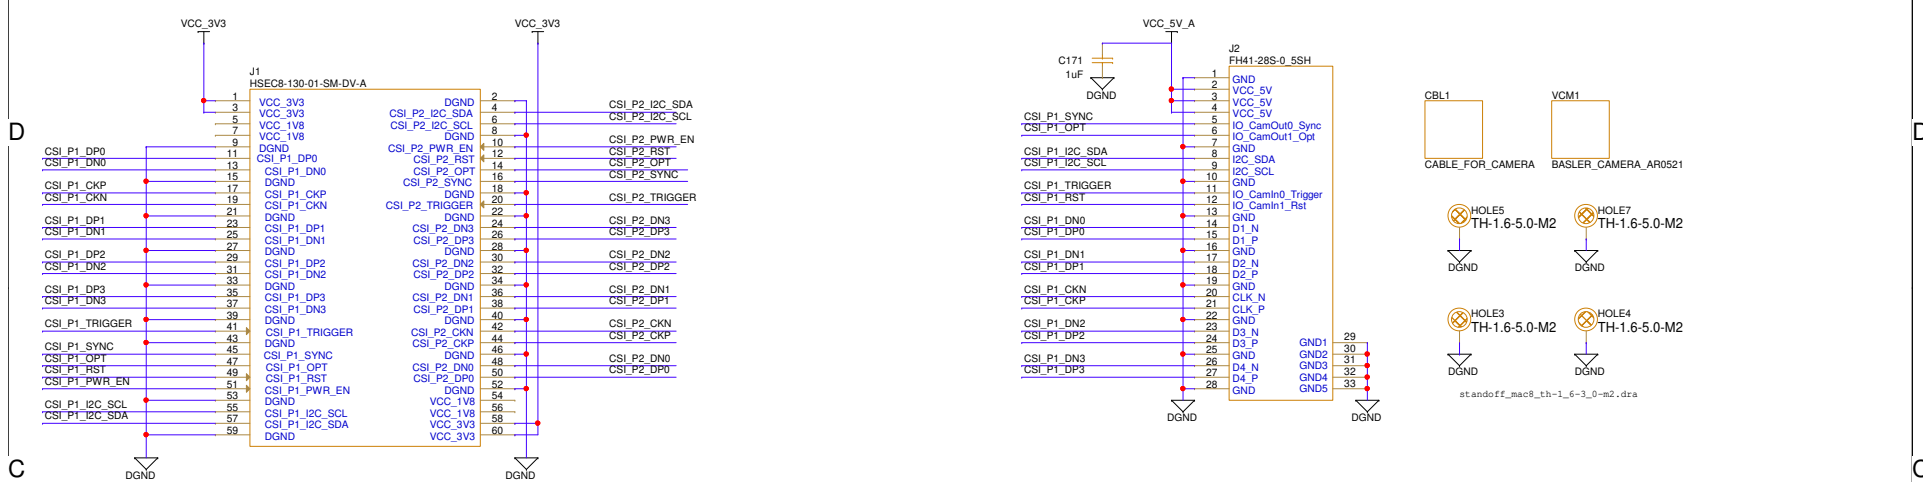 VCC_3V3
VCC_3V3
J1
HSEC8-130-01-SM-DV-A
1 VCC_3V3 DGND 2
3 VCC_3V3 CSI_P2_I2C_SDA 4 CSI_P2_I2C_SDA
5 VCC_1V8 CSI_P2_I2C_SCL 6 CSI_P2_I2C_SCL
7 VCC_1V8 DGND 8
9 DGND CSI_P2_PWR_EN 10 CSI_P2_PWR_EN
CSI_P1_DP0 11 CSI_P1_DP0 CSI_P2_RST 12 CSI_P2_RST
CSI_P1_DN0 13 CSI_P1_DN0 CSI_P2_OPT 14 CSI_P2_OPT
15 DGND CSI_P2_SYNC 16 CSI_P2_SYNC
CSI_P1_CKP 17 CSI_P1_CKP DGND 18
CSI_P1_CKN 19 CSI_P1_CKN CSI_P2_TRIGGER 20 CSI_P2_TRIGGER
21 DGND DGND 22
CSI_P1_DP1 23 CSI_P1_DP1 CSI_P2_DN3 24 CSI_P2_DN3
CSI_P1_DN1 25 CSI_P1_DN1 CSI_P2_DP3 26 CSI_P2_DP3
27 DGND DGND 28
CSI_P1_DP2 29 CSI_P1_DP2 CSI_P2_DN2 30 CSI_P2_DN2
CSI_P1_DN2 31 CSI_P1_DN2 CSI_P2_DP2 32 CSI_P2_DP2
33 DGND DGND 34
CSI_P1_DP3 35 CSI_P1_DP3 CSI_P2_DN1 36 CSI_P2_DN1
CSI_P1_DN3 37 CSI_P1_DN3 CSI_P2_DP1 38 CSI_P2_DP1
39 DGND DGND 40
CSI_P1_TRIGGER 41 CSI_P1_TRIGGER CSI_P2_CKN 42 CSI_P2_CKN
43 DGND CSI_P2_CKP 44 CSI_P2_CKP
CSI_P1_SYNC 45 CSI_P1_SYNC DGND 46
CSI_P1_OPT 47 CSI_P1_OPT CSI_P2_DN0 48 CSI_P2_DN0
CSI_P1_RST 49 CSI_P1_RST CSI_P2_DP0 50 CSI_P2_DP0
CSI_P1_PWR_EN 51 CSI_P1_PWR_EN DGND 52
53 DGND VCC_1V8 54
CSI_P1_I2C_SCL 55 CSI_P1_I2C_SCL VCC_1V8 56
CSI_P1_I2C_SDA 57 CSI_P1_I2C_SDA VCC_3V3 58
59 DGND VCC_3V3 60
DGND
DGND
VCC_5V_A
C171
1uF
DGND
J2
FH41-28S-0_5SH
1 GND
2 VCC_5V
3 VCC_5V
4 VCC_5V
CSI_P1_SYNC 5 IO_CamOut0_Sync
CSI_P1_OPT 6 IO_CamOut1_Opt
7 GND
CSI_P1_I2C_SDA 8 I2C_SDA
CSI_P1_I2C_SCL 9 I2C_SCL
10 GND
CSI_P1_TRIGGER 11 IO_CamIn0_Trigger
CSI_P1_RST 12 IO_CamIn1_Rst
13 GND
CSI_P1_DN0 14 D1_N
CSI_P1_DP0 15 D1_P
16 GND
CSI_P1_DN1 17 D2_N
CSI_P1_DP1 18 D2_P
19 GND
CSI_P1_CKN 20 CLK_N
CSI_P1_CKP 21 CLK_P
22 GND
CSI_P1_DN2 23 D3_N
CSI_P1_DP2 24 D3_P GND1 29
25 GND GND2 30
CSI_P1_DN3 26 D4_N GND3 31
CSI_P1_DP3 27 D4_P GND4 32
28 GND GND5 33
DGND
DGND
CBL1
CABLE_FOR_CAMERA
VCM1
BASLER_CAMERA_AR0521
HOLE5
TH-1.6-5.0-M2
DGND
HOLE7
TH-1.6-5.0-M2
DGND
HOLE3
TH-1.6-5.0-M2
DGND
HOLE4
TH-1.6-5.0-M2
DGND
standoff_mac8_th-1_6-3_0-m2.dra
D
C
D